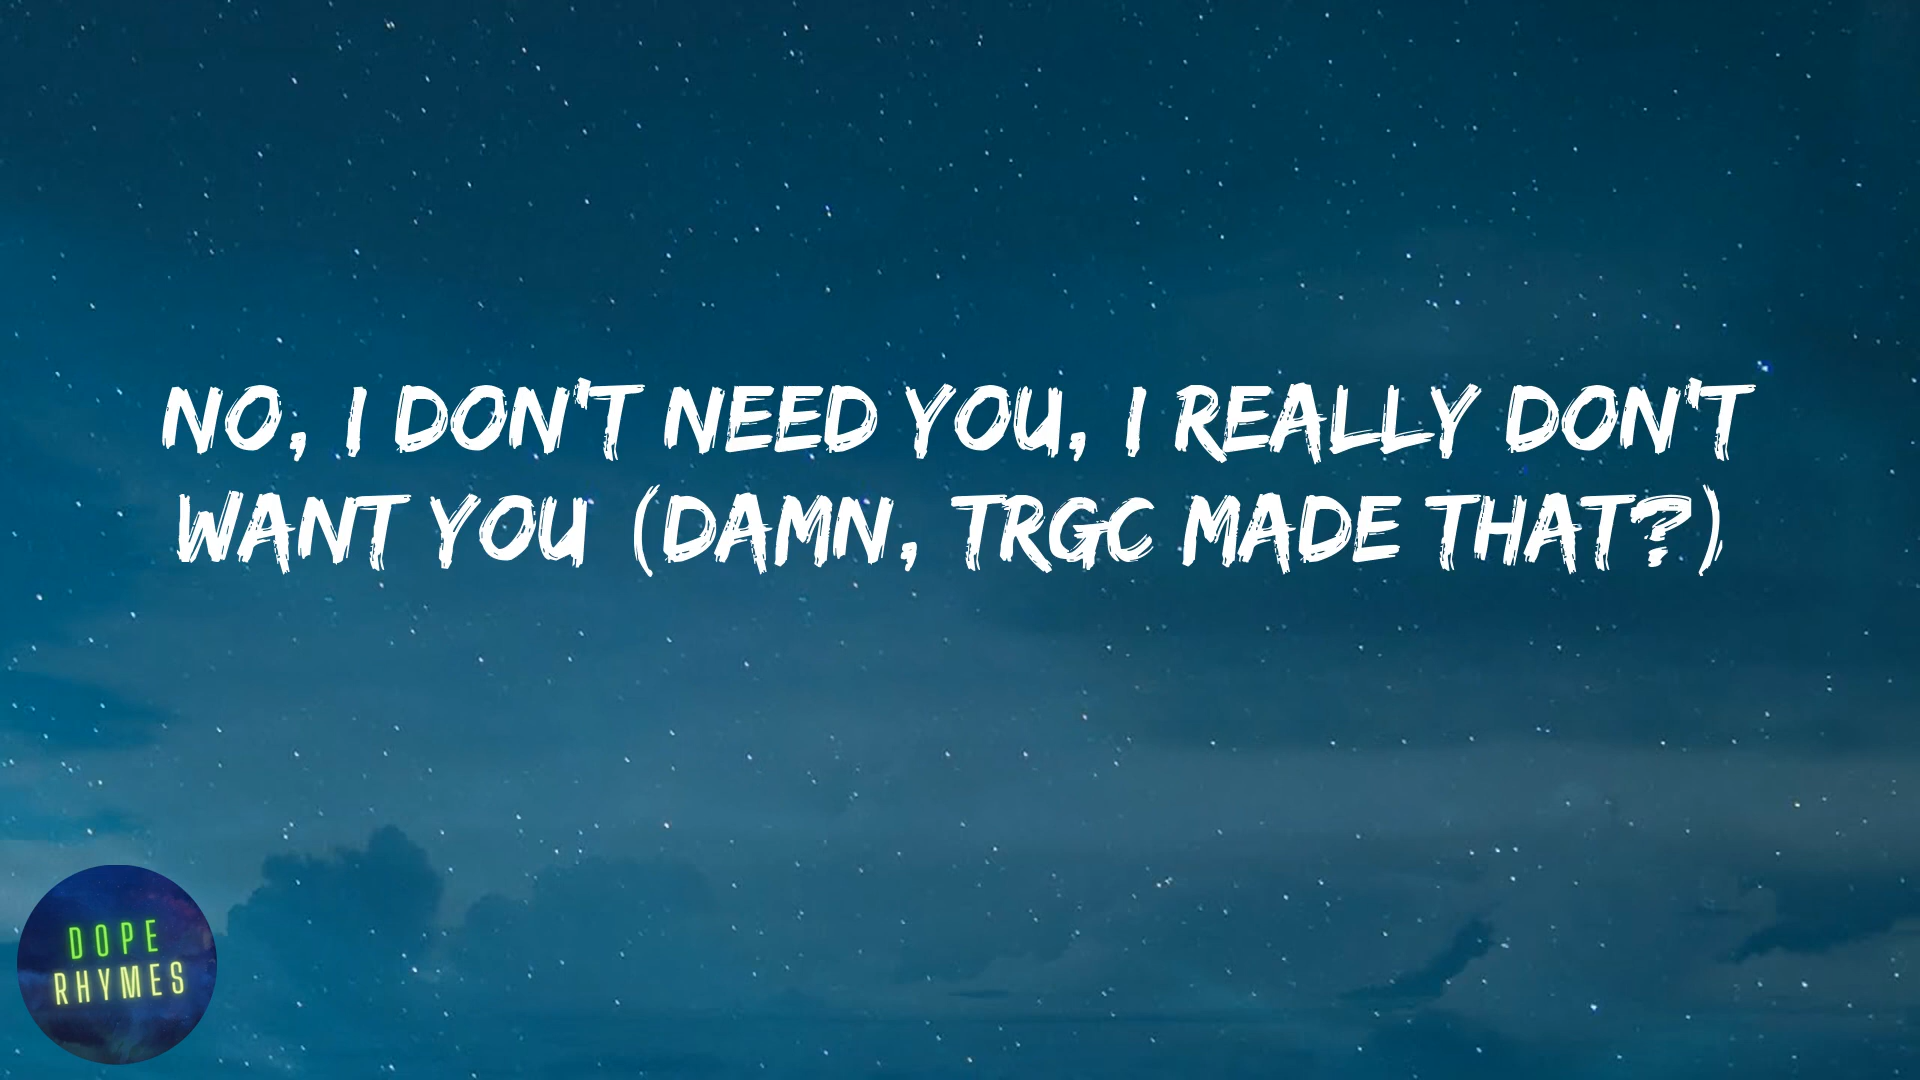 NO, I DON'T NEED YOU, I REALLY DON'T
WANT YOU (DAMN, TRGC MADE THAT?)
DOPE
RHYMES